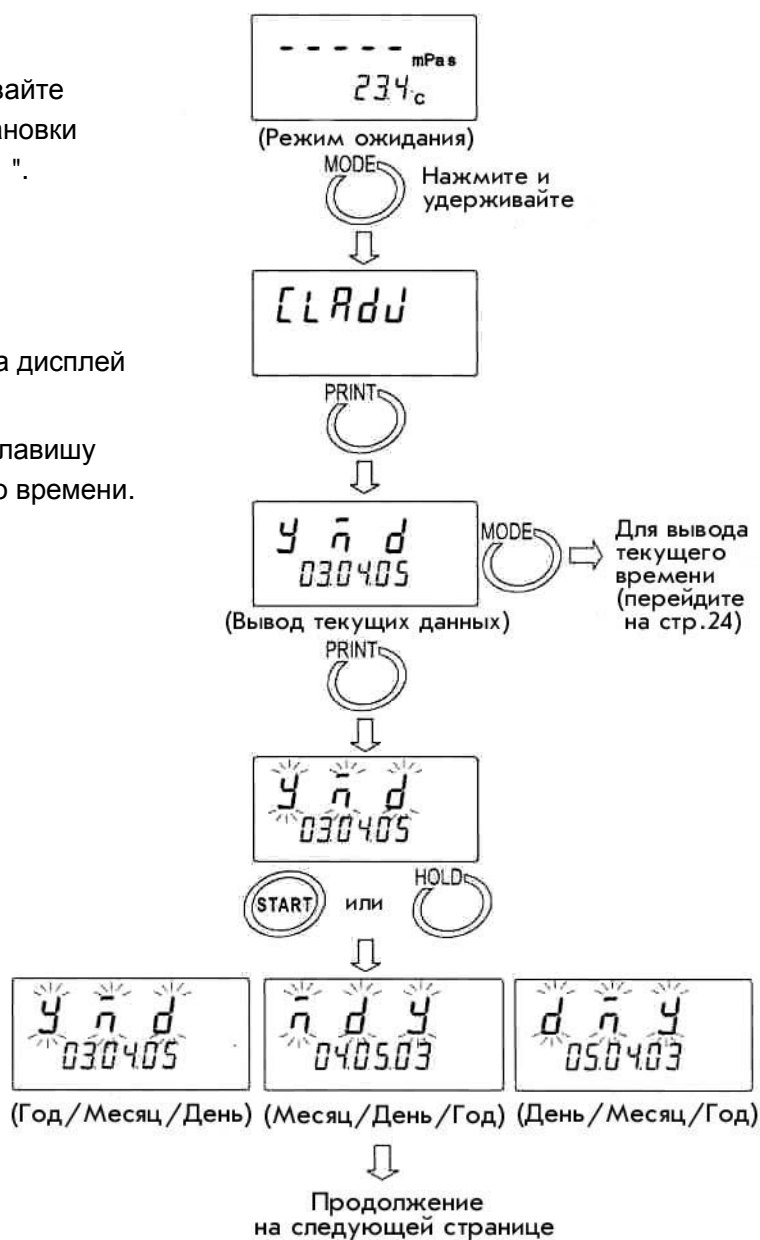 - - - - - mPas
23.4 c
(Режим ожидания)
вайте
ановки
".
MODE
Нажмите и
удерживайте
CLAdJ
а дисплей
PRINT
лавишу
о времени.
y m d
03.04.05
MODE
Для вывода
текущего
времени
(перейдите
на стр.24)
(Вывод текущих данных)
PRINT
y m d
03.04.05
START
или
HOLD
y m d
03.04.05
m d y
04.05.03
d m y
05.04.03
(Год/Месяц/День)
(Месяц/День/Год)
(День/Месяц/Год)
Продолжение
на следующей странице